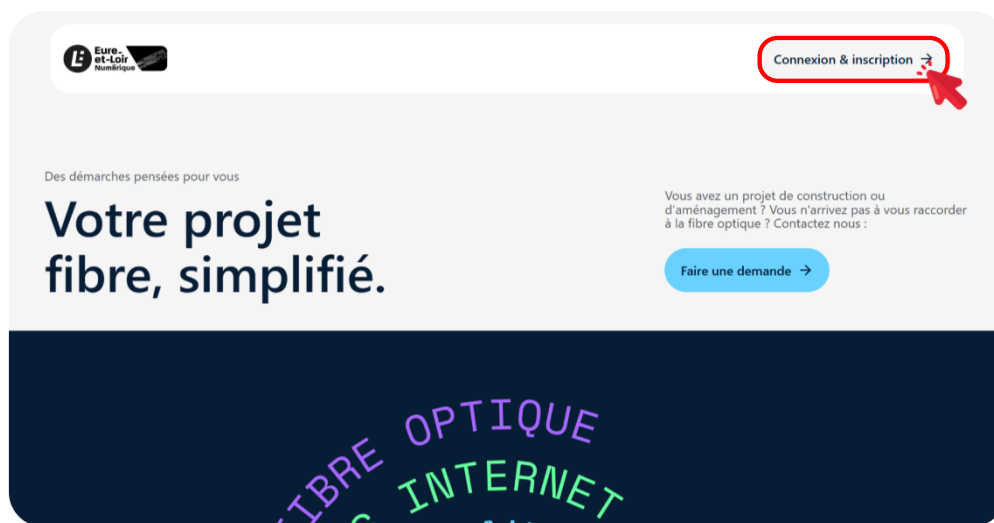 Eure-
et-Loir
Numérique
Connexion & inscription
Des démarches pensées pour vous
Votre projet
fibre, simplifié.
Vous avez un projet de construction ou
d'aménagement ? Vous n'arrivez pas à vous raccorder
à la fibre optique ? Contactez nous :
Faire une demande
FIBRE OPTIQUE
INTERNET